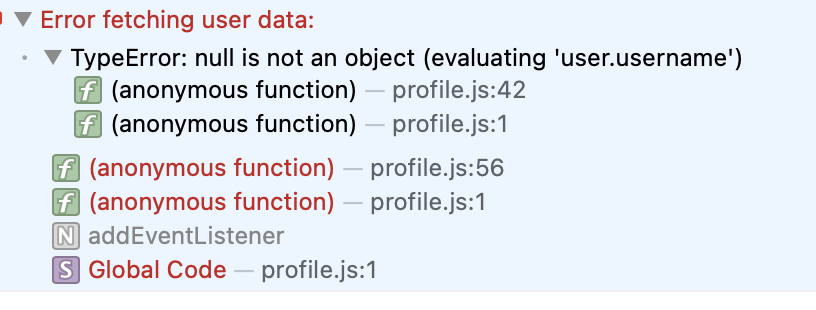 Error fetching user data:
TypeError: null is not an object (evaluating 'user.username')
f (anonymous function) — profile.js:42
f (anonymous function) — profile.js:1
f (anonymous function) — profile.js:56
f (anonymous function) — profile.js:1
N addEventListener
S Global Code — profile.js:1